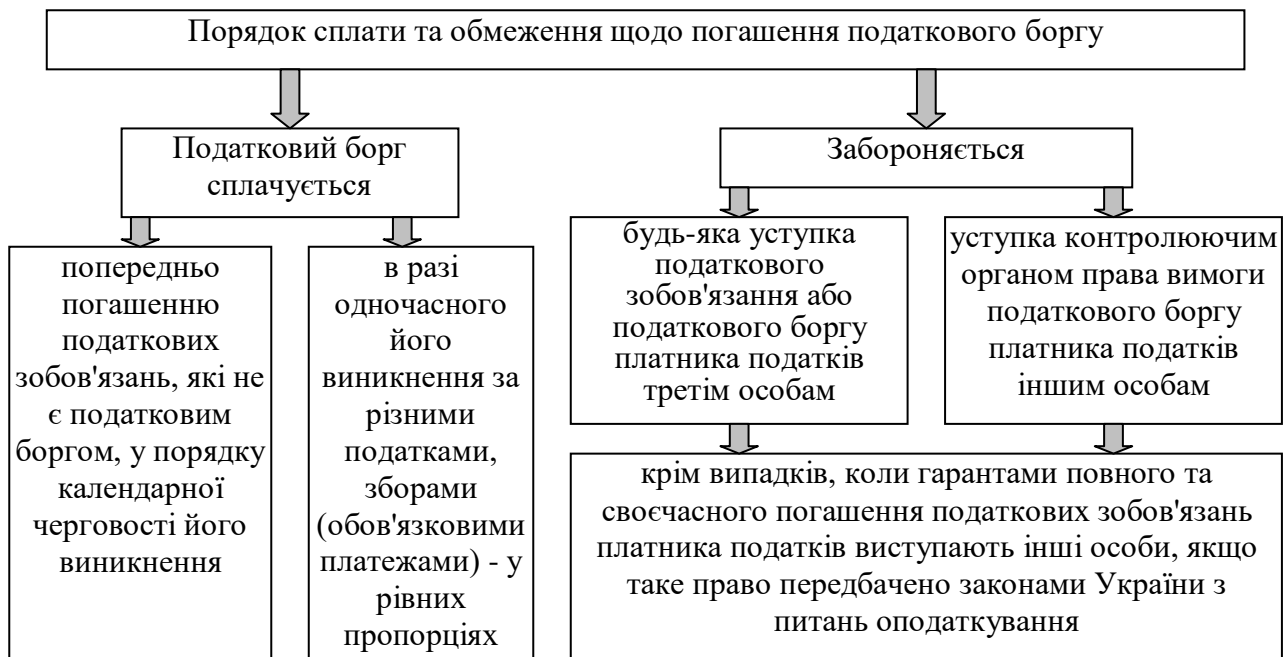 Порядок сплати та обмеження щодо погашення податкового боргу
Податковий борг
сплачується
Забороняється
попередньо
погашенню
податкових
зобов'язань, які не
є податковим
боргом, у порядку
календарної
черговості його
виникнення
в разі
одночасного
його
виникнення за
різними
податками,
зборами
(обов'язковими
платежами) - у
рівних
пропорціях
будь-яка уступка
податкового
зобов'язання або
податкового боргу
платника податків
третім особам
уступка контролюючим
органом права вимоги
податкового боргу
платника податків
іншим особам
крім випадків, коли гарантами повного та
своєчасного погашення податкових зобов'язань
платника податків виступають інші особи, якщо
таке право передбачено законами України з
питань оподаткування